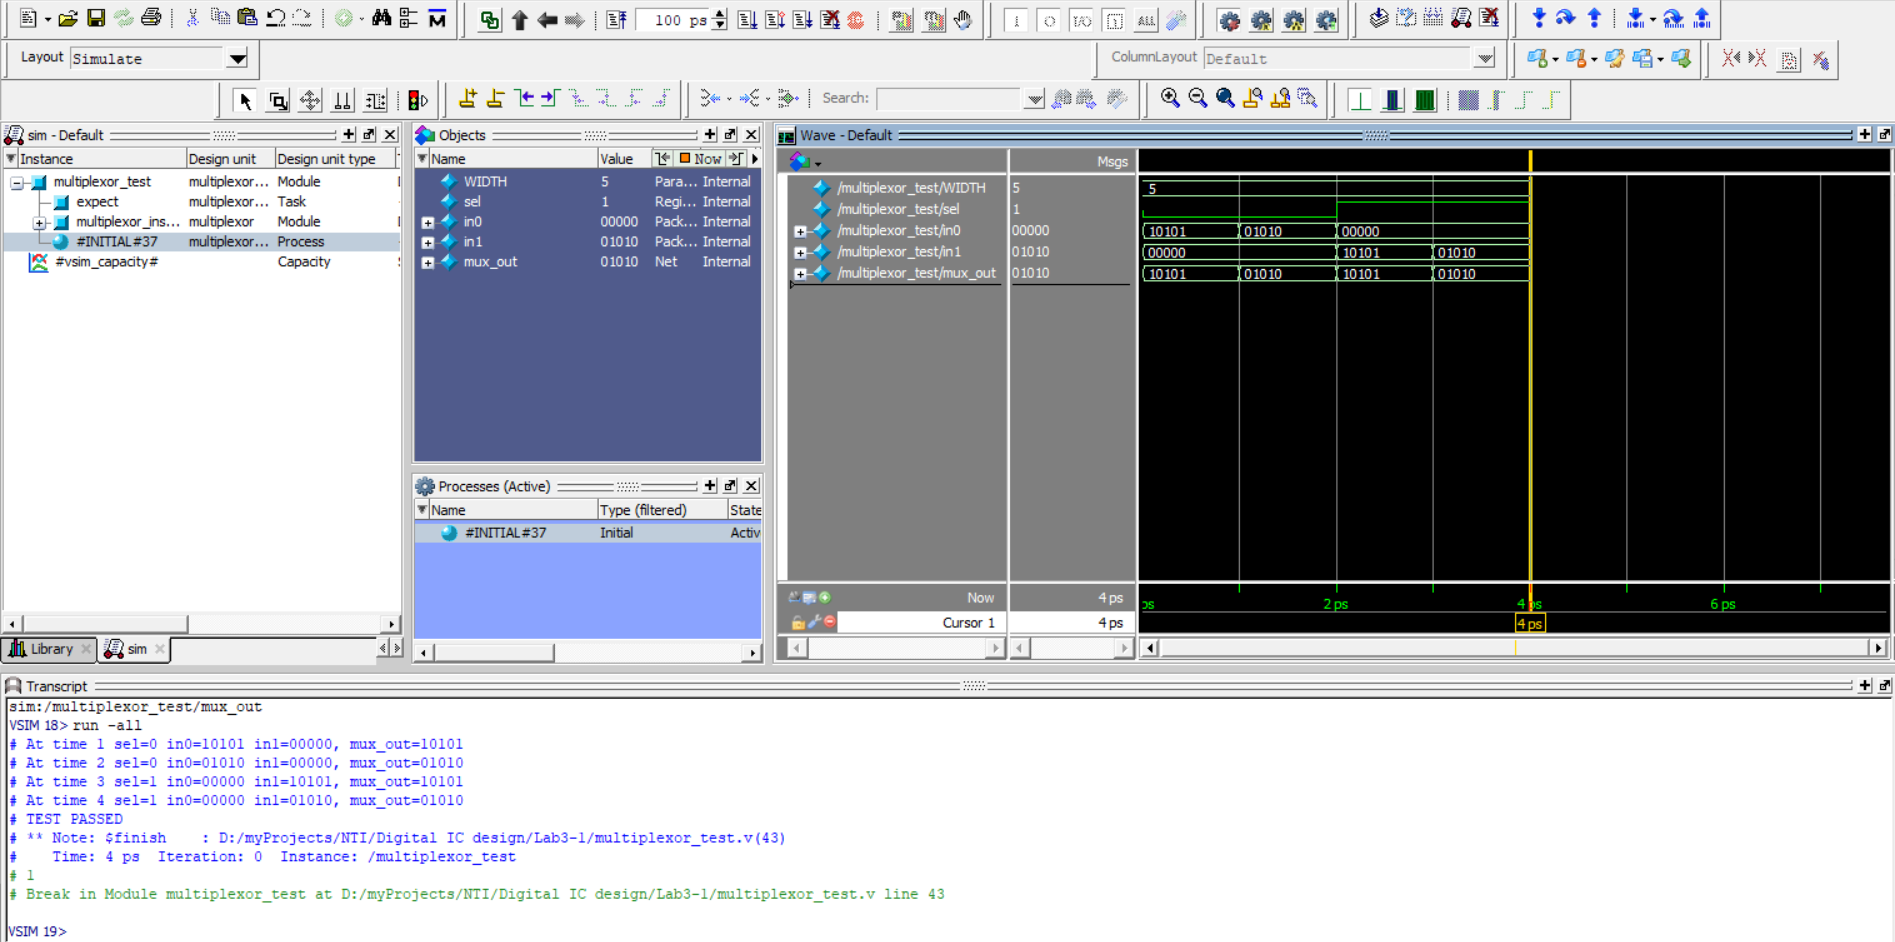 100 ps
I
O
I/O
ALL
Layout Simulate
ColumnLayout Default
Search:
sim - Default
Instance Design unit Design unit type
multiplexor_test multiplexor... Module
expect multiplexor... Task
multiplexor_ins... multiplexor Module
#INITIAL#37 multiplexor... Process
#vsim_capacity# Capacity
Library sim
Objects
Name Value Now
WIDTH 5 Para... Internal
sel 1 Regi... Internal
in0 00000 Pack... Internal
in1 01010 Pack... Internal
mux_out 01010 Net Internal
Processes (Active)
Name Type (filtered) State
#INITIAL#37 Initial Activ
Wave - Default
Msgs
/multiplexor_test/WIDTH 5 5
/multiplexor_test/sel 1
/multiplexor_test/in0 00000 10101 01010 00000
/multiplexor_test/in1 01010 00000 10101 01010
/multiplexor_test/mux_out 01010 10101 01010 10101 01010
Now 4 ps ps 2 ps 4 ps 6 ps
Cursor 1 4 ps 4 ps
Transcript
sim:/multiplexor_test/mux_out
VSIM 18> run -all
# At time 1 sel=0 in0=10101 in1=00000, mux_out=10101
# At time 2 sel=0 in0=01010 in1=00000, mux_out=01010
# At time 3 sel=1 in0=00000 in1=10101, mux_out=10101
# At time 4 sel=1 in0=00000 in1=01010, mux_out=01010
# TEST PASSED
# ** Note: $finish : D:/myProjects/NTI/Digital IC design/Lab3-1/multiplexor_test.v(43)
# Time: 4 ps Iteration: 0 Instance: /multiplexor_test
# 1
# Break in Module multiplexor_test at D:/myProjects/NTI/Digital IC design/Lab3-1/multiplexor_test.v line 43
VSIM 19>